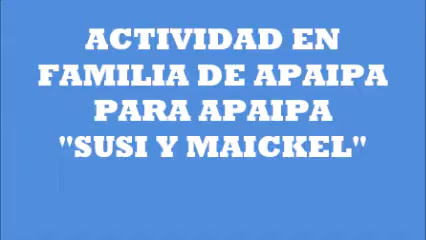 ACTIVIDAD EN
FAMILIA DE APAIPA
PARA APAIPA
"SUSI Y MAICKEL"